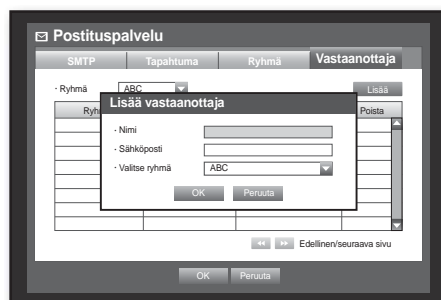 Postituspalvelu
SMTP Tapahtuma Ryhmä Vastaanottaja
· Ryhmä ABC Lisää
Poista
Lisää vastaanottaja
· Nimi
· Sähköposti
· Valitse ryhmä ABC
OK Peruuta
Edellinen/seuraava sivu
OK Peruuta